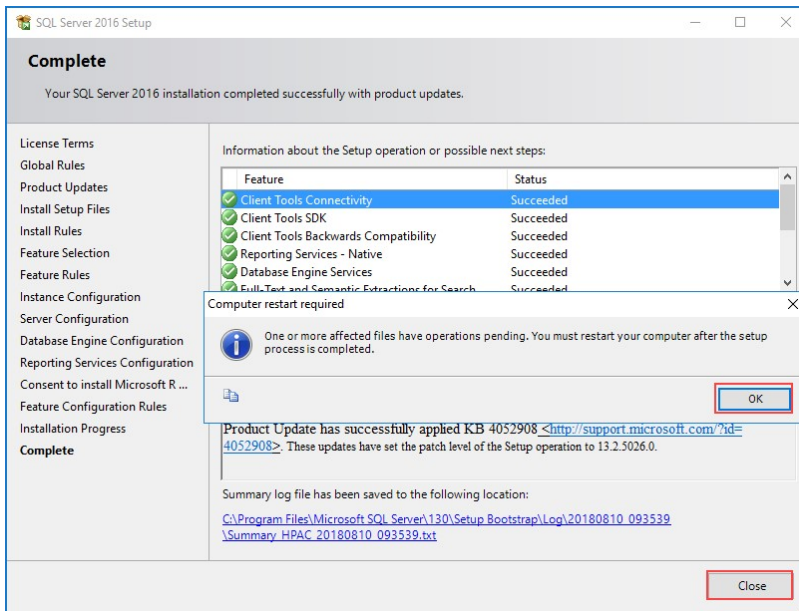 SQL Server 2016 Setup
Complete
Your SQL Server 2016 installation completed successfully with product updates.
License Terms
Global Rules
Product Updates
Install Setup Files
Install Rules
Feature Selection
Feature Rules
Instance Configuration
Server Configuration
Database Engine Configuration
Reporting Services Configuration
Consent to install Microsoft R ...
Feature Configuration Rules
Installation Progress
Complete
Information about the Setup operation or possible next steps:
Feature Status
Client Tools Connectivity Succeeded
Client Tools SDK Succeeded
Client Tools Backwards Compatibility Succeeded
Reporting Services - Native Succeeded
Database Engine Services Succeeded
Full-Text and Semantic Extractions for Search Succeeded
Computer restart required
One or more affected files have operations pending. You must restart your computer after the setup
process is completed.
OK
Product Update has successfully applied KB 4052908 <http://support.microsoft.com/?id=
4052908>. These updates have set the patch level of the Setup operation to 13.2.5026.0.
Summary log file has been saved to the following location:
C:\Program Files\Microsoft SQL Server\130\Setup Bootstrap\Log\20180810_093539
\Summary_HPAC_20180810_093539.txt
Close